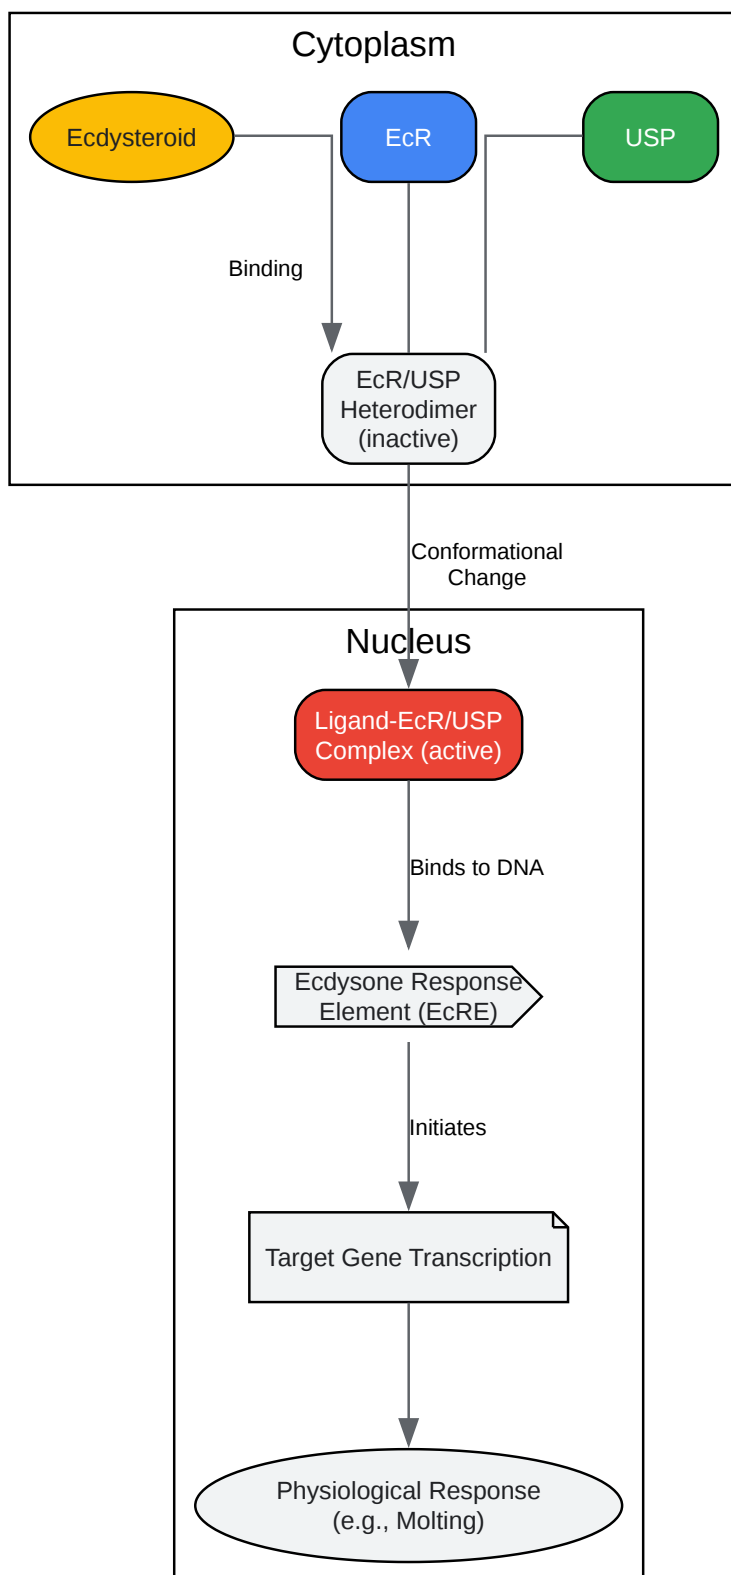 Cytoplasm
Ecdysteroid
EcR
USP
Binding
EcR/USP
Heterodimer
(inactive)
Conformational
Change
Nucleus
Ligand-EcR/USP
Complex (active)
Binds to DNA
Ecdysone Response
Element (EcRE)
Initiates
Target Gene Transcription
Physiological Response
(e.g., Molting)